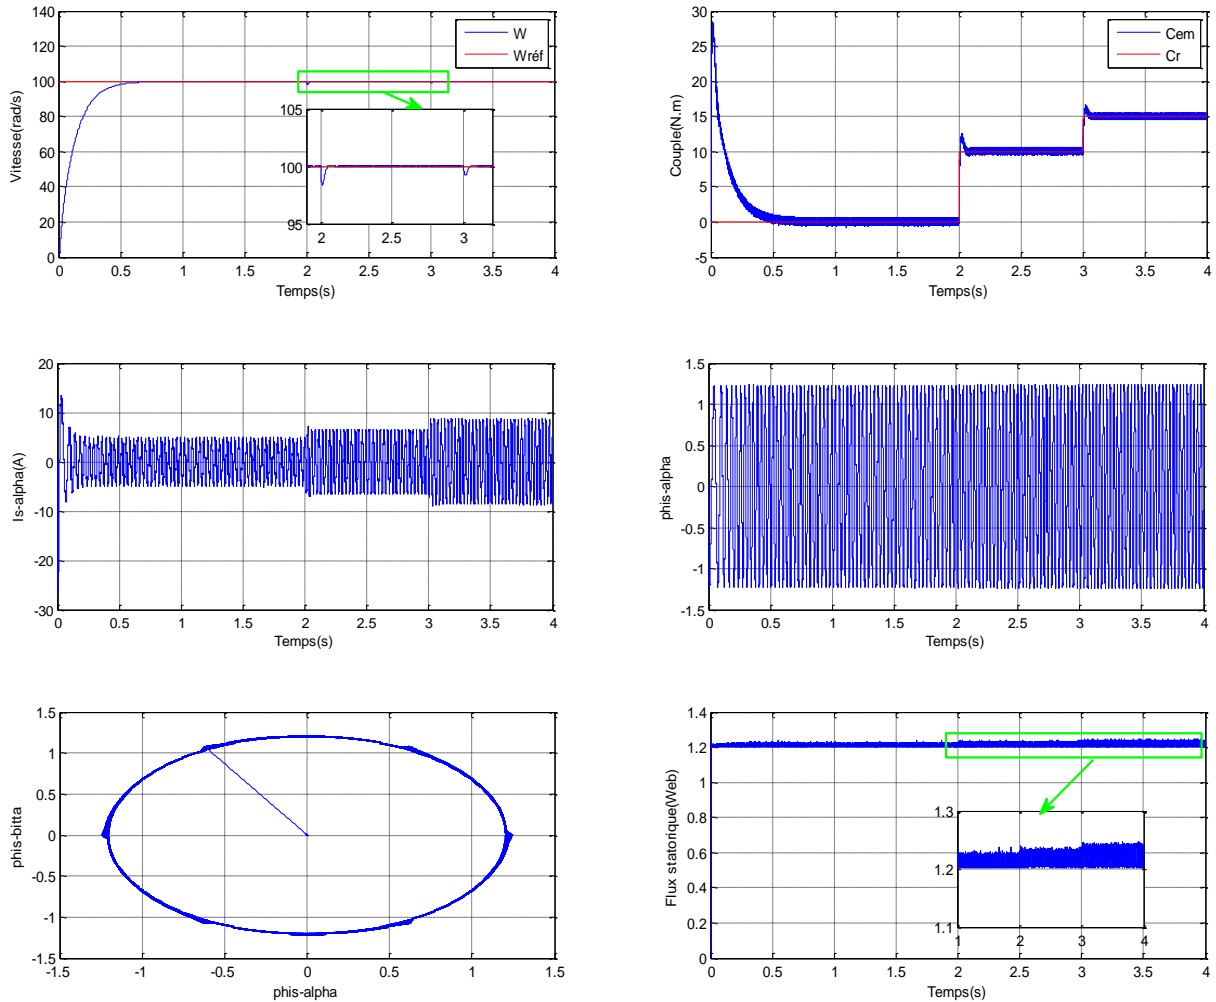 140
120
100
80
60
40
20
0
Vitesse(rad/s)
W
Wréf
105
100
95
2
2.5
3
0 0.5 1 1.5 2 2.5 3 3.5 4
Temps(s)
30
25
20
15
10
5
0
-5
Couple(N.m)
Cem
Cr
0 0.5 1 1.5 2 2.5 3 3.5 4
Temps(s)
20
10
0
-10
-20
-30
Is-alpha(A)
0 0.5 1 1.5 2 2.5 3 3.5 4
Temps(s)
1.5
1
0.5
0
-0.5
-1
-1.5
phis-alpha
0 0.5 1 1.5 2 2.5 3 3.5 4
Temps(s)
1.5
1
0.5
0
-0.5
-1
-1.5
phis-bitta
-1.5 -1 -0.5 0 0.5 1 1.5
phis-alpha
1.4
1.2
1
0.8
0.6
0.4
0.2
0
Flux statorique(Web)
1.3
1.2
1.1
1 2 3 4
0 0.5 1 1.5 2 2.5 3 3.5 4
Temps(s)